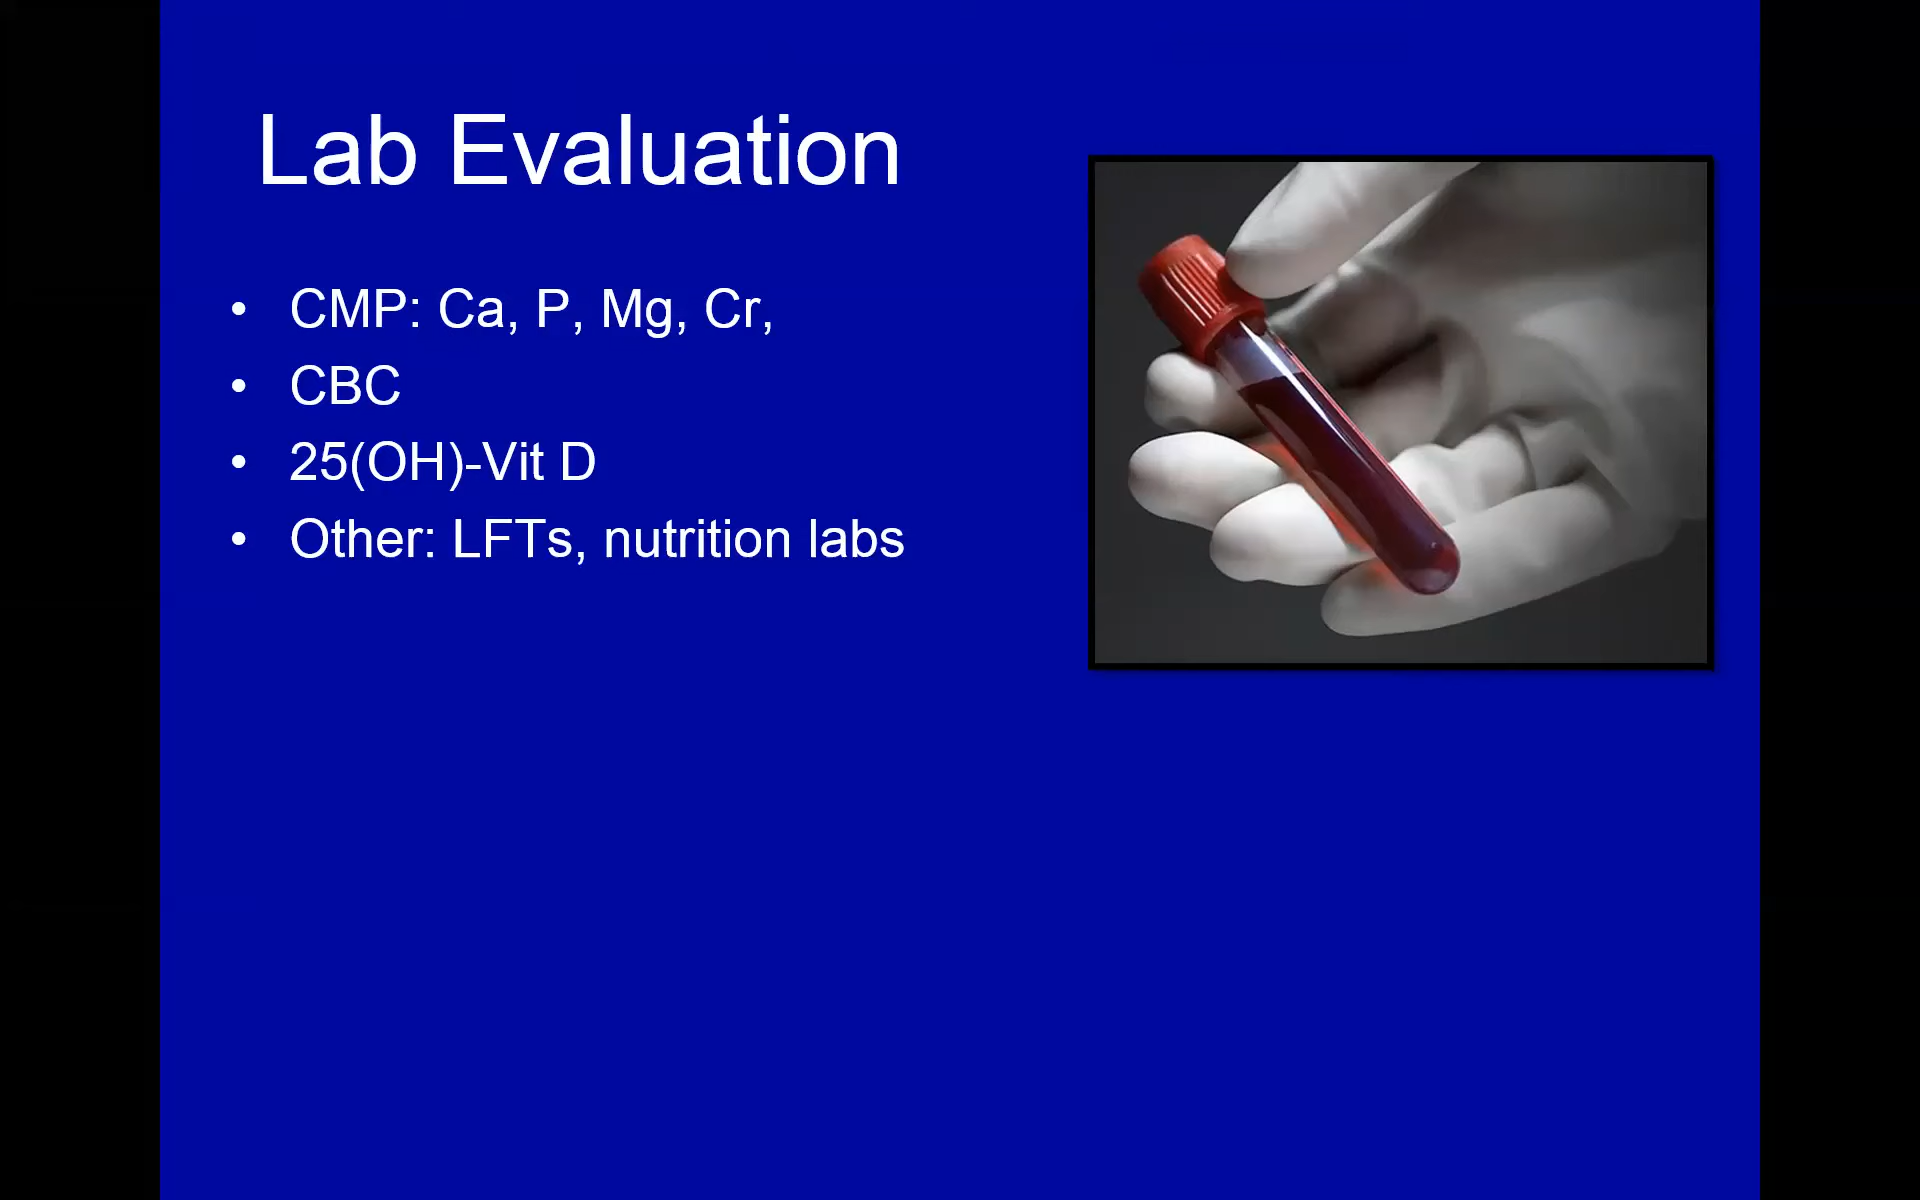 Lab Evaluation
• CMP: Ca, P, Mg, Cr,
• CBC
• 25(OH)-Vit D
• Other: LFTs, nutrition labs